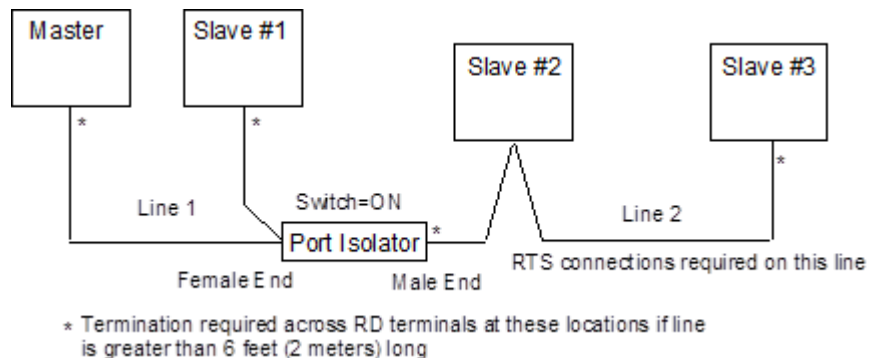 Master
Slave #1
Slave #2
Slave #3
*
*
*
Line 1
Switch=ON
Line 2
Port Isolator
*
Female End
Male End
RTS connections required on this line
* Termination required across RD terminals at these locations if line
is greater than 6 feet (2 meters) long